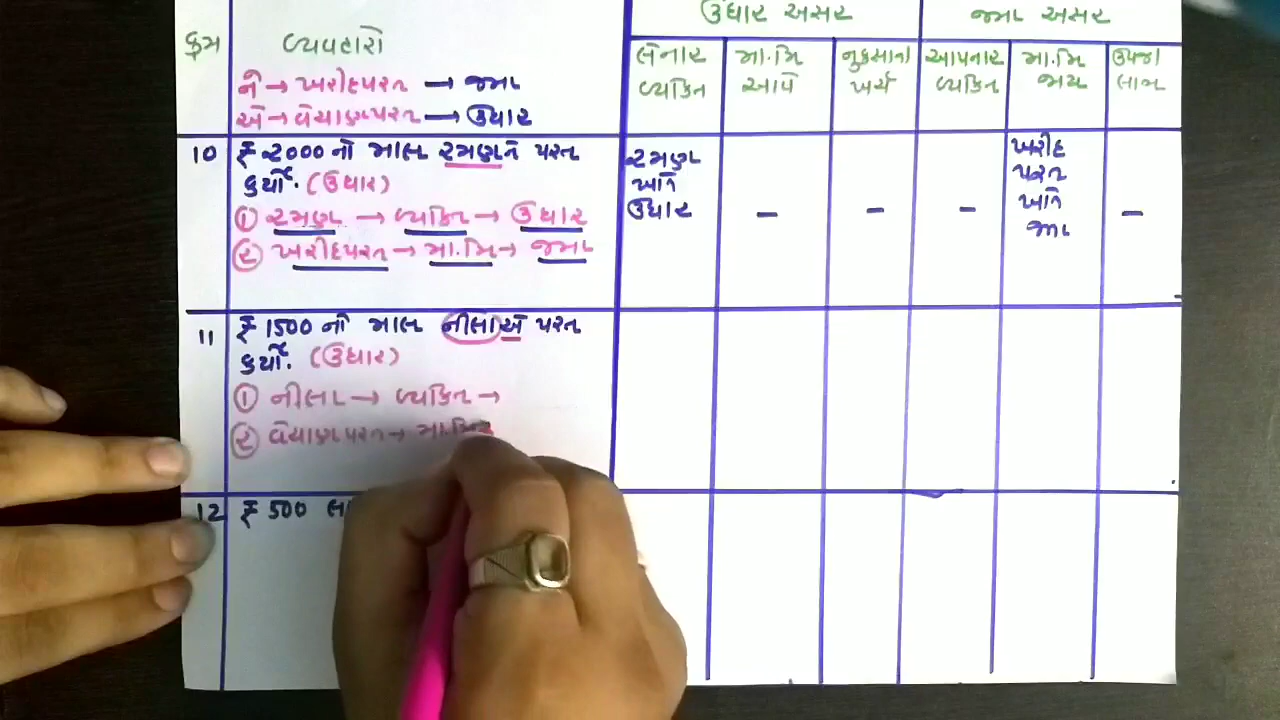 ઉધાર અસર જમા અસર
ક્રમ વ્યવહારો
લેનાર વ્યકિત મા.મિ આવે નુકસાન ખર્ચ આપનાર વ્યકિત મા.મિ જાય ઉપજ લાભ
ને → ખરીદપરત → જમા
એ → વેચાણપરત → ઉધાર
10 ₹ 2000 નો માલ રમણને પરત
કર્યો. (ઉધાર)
① રમણ → વ્યકિત → ઉધાર
② ખરીદપરત → મા.મિ → જમા
રમણ
ખાતે
ઉધાર
–
–
–
ખરીદ
પરત
ખાતે
જમા
–
11 ₹ 1500 નો માલ નીલાએ પરત
કર્યો. (ઉધાર)
① નીલા → વ્યકિત →
② વેચાણપરત → મા.મિ
12 ₹ 500